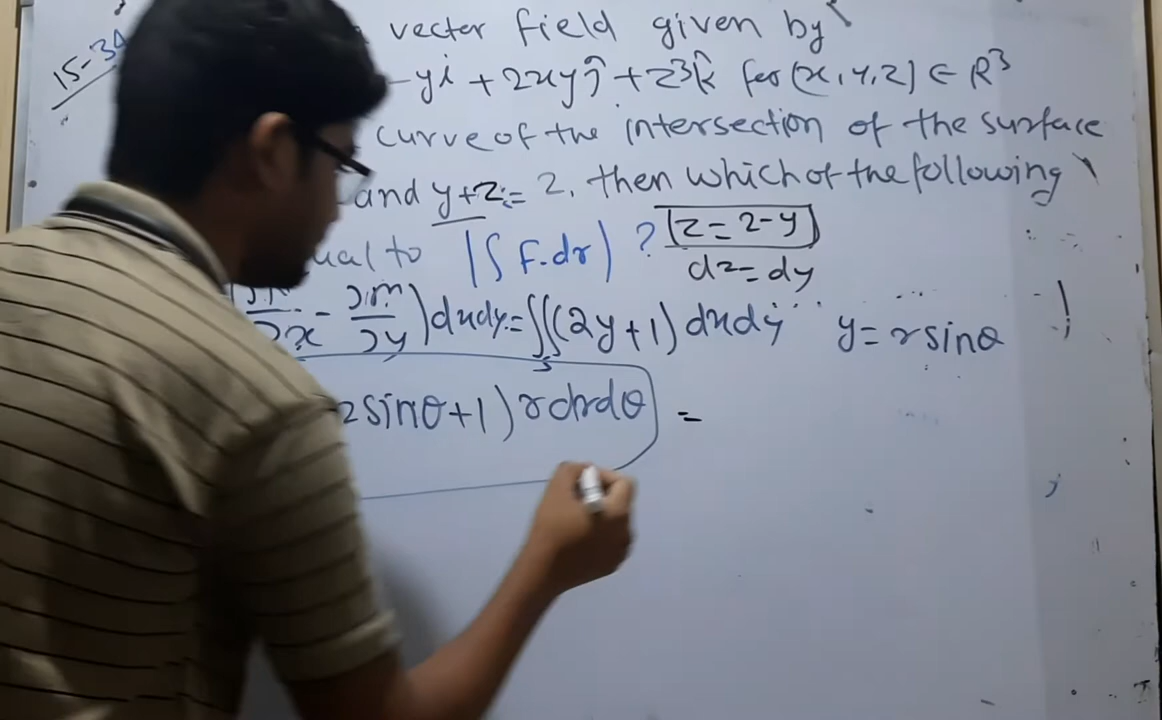 15-34
vector field given by
-yi + 2xyĵ + z³k̂ for (x, y, z) ∈ R³
curve of the intersection of the surface
and y+z = 2, then which of the following
ual to |∫ F.dr| ? z = 2-y
dz = dy
∂x - ∂m/∂y) dxdy = ∬s (2y+1) dxdy y = r sinθ
2 sinθ + 1) r dr dθ =